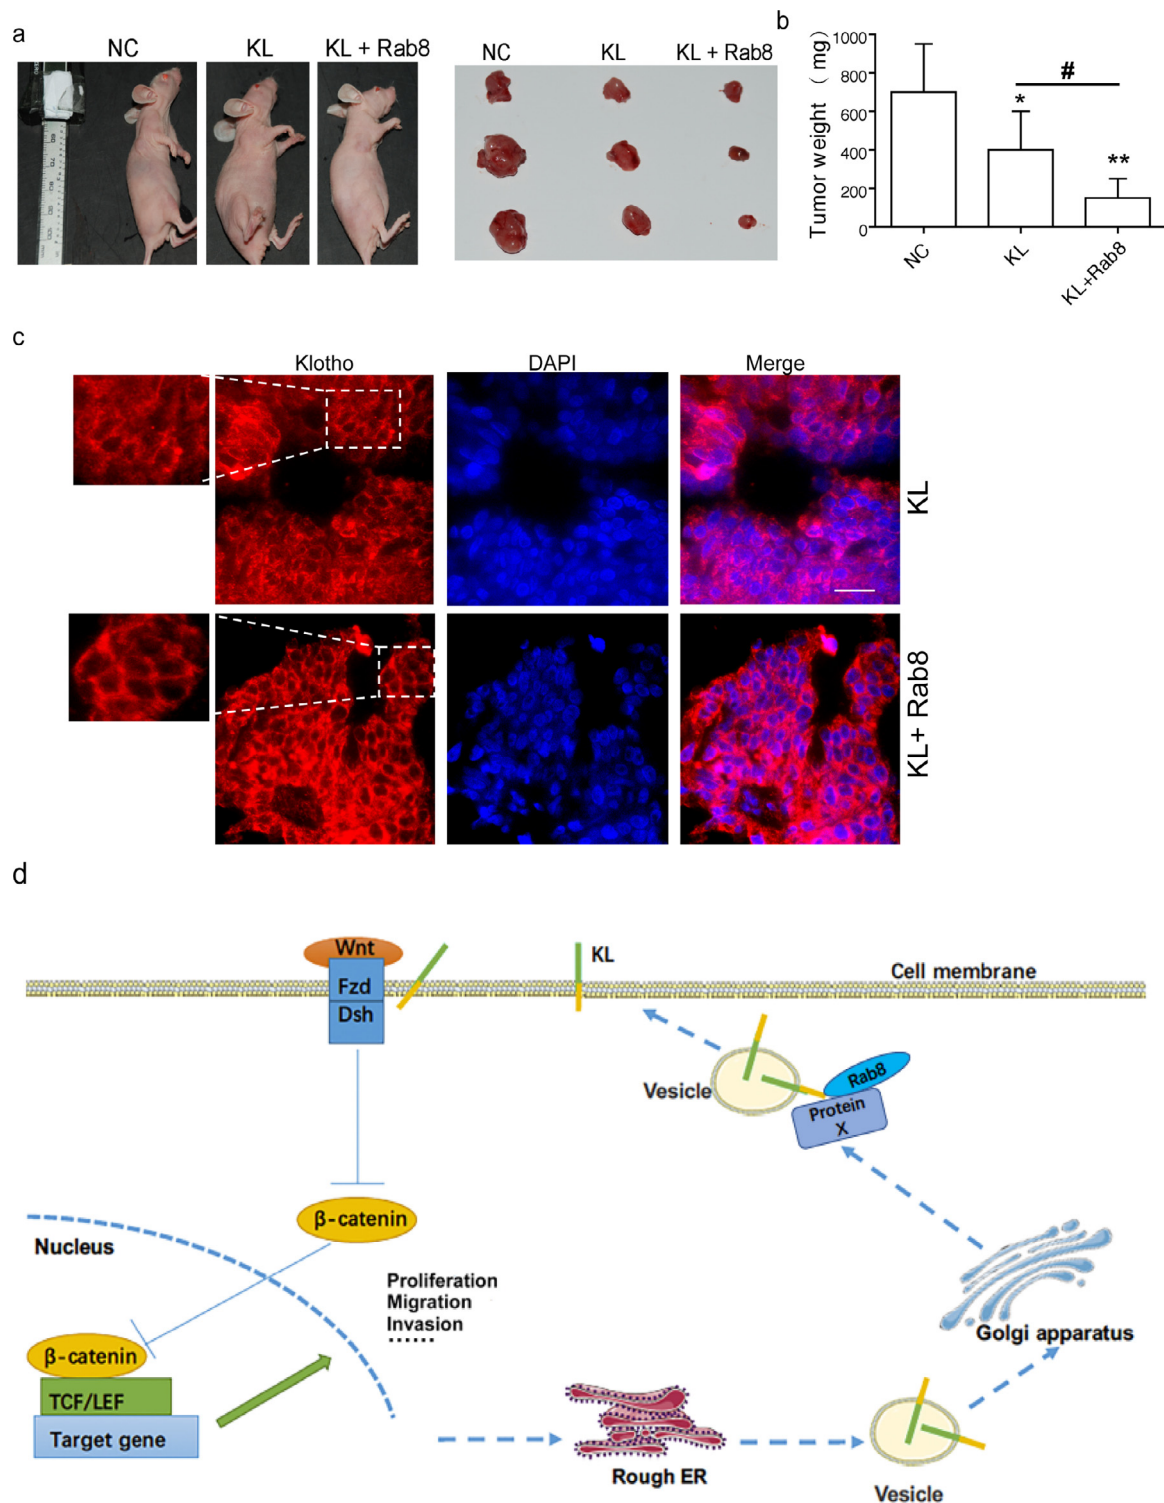 a
NC
KL
KL + Rab8
NC
KL
KL + Rab8
b
Tumor weight ( mg)
1000
800
600
400
200
0
*
#
**
NC
KL
KL+Rab8
c
Klotho
DAPI
Merge
KL
KL+ Rab8
d
Wnt
Fzd
Dsh
KL
Cell membrane
Vesicle
Rab8
Protein
X
β-catenin
Nucleus
Proliferation
Migration
Invasion
......
β-catenin
TCF/LEF
Target gene
Golgi apparatus
Rough ER
Vesicle